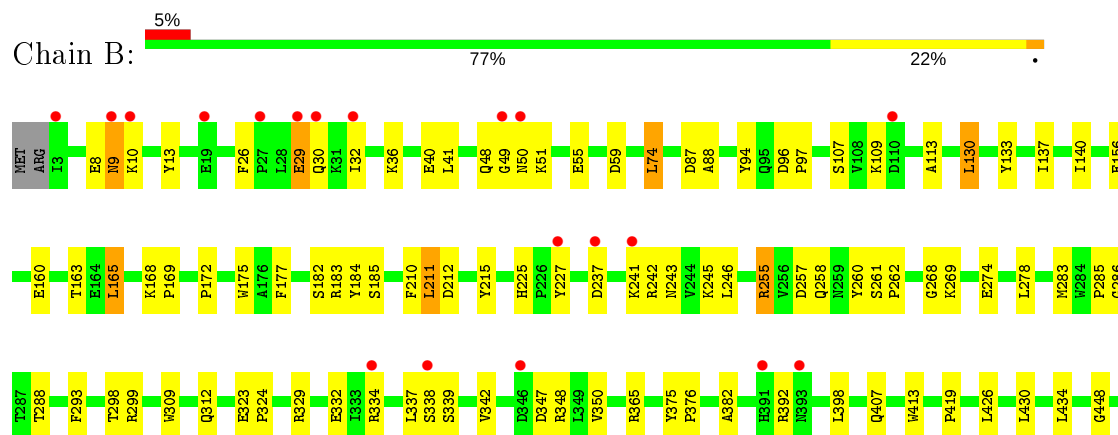 5%
Chain B:
77% 22% •
MET ARG I3 E8 N9 K10 Y13 E19 F26 P27 L28 E29 Q30 K31 I32 K36 E40 L41 Q48 G49 N50 K51 E55 D59 L74 D87 A88 Y94 Q95 D96 P97 S107 V108 K109 D110 A113 L130 Y133 I137 I140 E156
E160 T163 E164 L165 K168 P169 P172 W175 A176 F177 S182 R183 Y184 S185 F210 L211 D212 Y215 H225 P226 Y227 D237 K241 R242 N243 V244 K245 L246 R255 V256 D257 Q258 N259 Y260 S261 P262 G268 K269 E274 L278 M283 W284 P285 G286
T287 T288 F293 T298 R299 W309 Q312 E323 P324 R329 E332 I333 R334 L337 S338 S339 V342 D346 D347 R348 L349 V350 R365 Y375 P376 A382 H391 R392 N393 L398 Q407 W413 P419 L426 L430 L434 G448